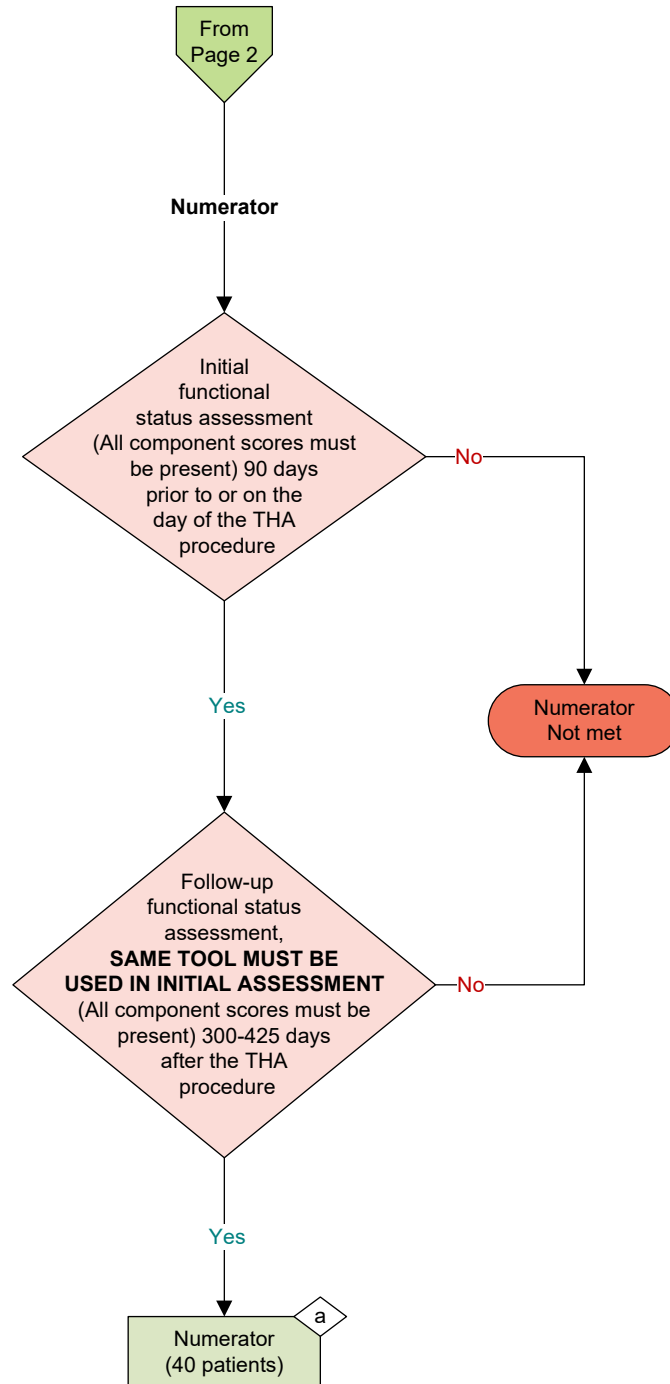 From
Page 2
Numerator
Initial
functional
status assessment
(All component scores must
be present) 90 days
prior to or on the
day of the THA
procedure
No
Yes
Numerator
Not met
Follow-up
functional status
assessment,
SAME TOOL MUST BE
USED IN INITIAL ASSESSMENT
(All component scores must be
present) 300-425 days
after the THA
procedure
No
Yes
a
Numerator
(40 patients)